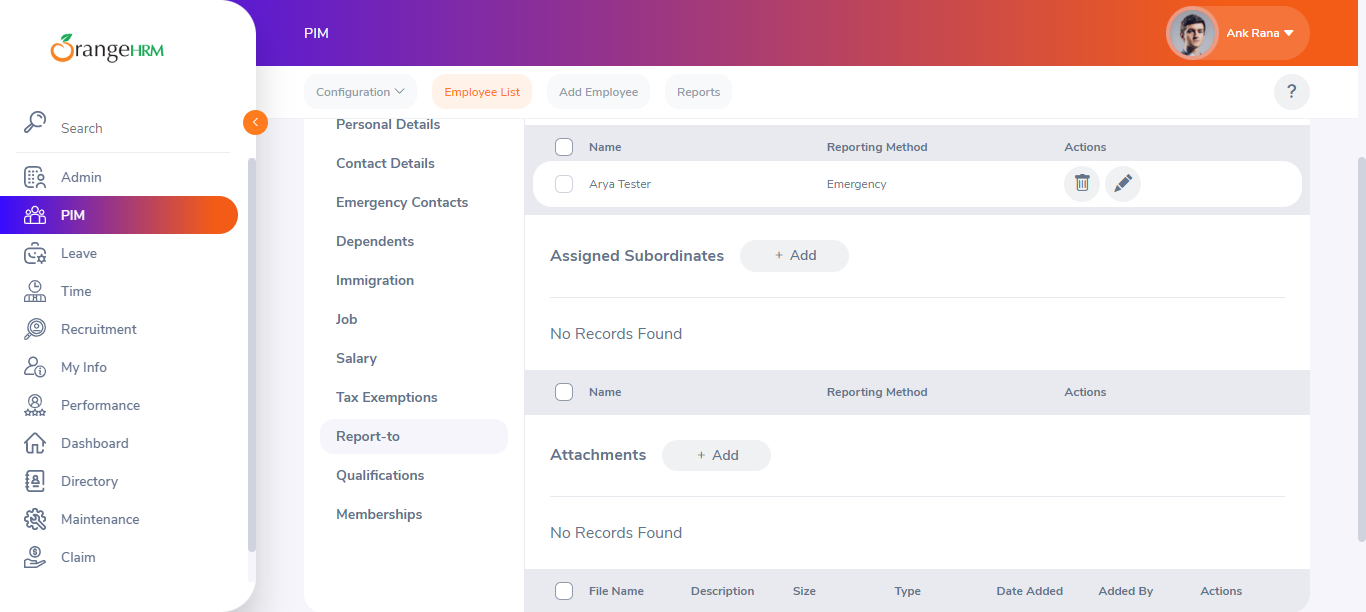 OrangeHRM
Search
Admin
PIM
Leave
Time
Recruitment
My Info
Performance
Dashboard
Directory
Maintenance
Claim
PIM
Ank Rana
Configuration
Employee List
Add Employee
Reports
?
Personal Details
Contact Details
Emergency Contacts
Dependents
Immigration
Job
Salary
Tax Exemptions
Report-to
Qualifications
Memberships
Name Reporting Method Actions
Arya Tester Emergency
Assigned Subordinates + Add
No Records Found
Name Reporting Method Actions
Attachments + Add
No Records Found
File Name Description Size Type Date Added Added By Actions